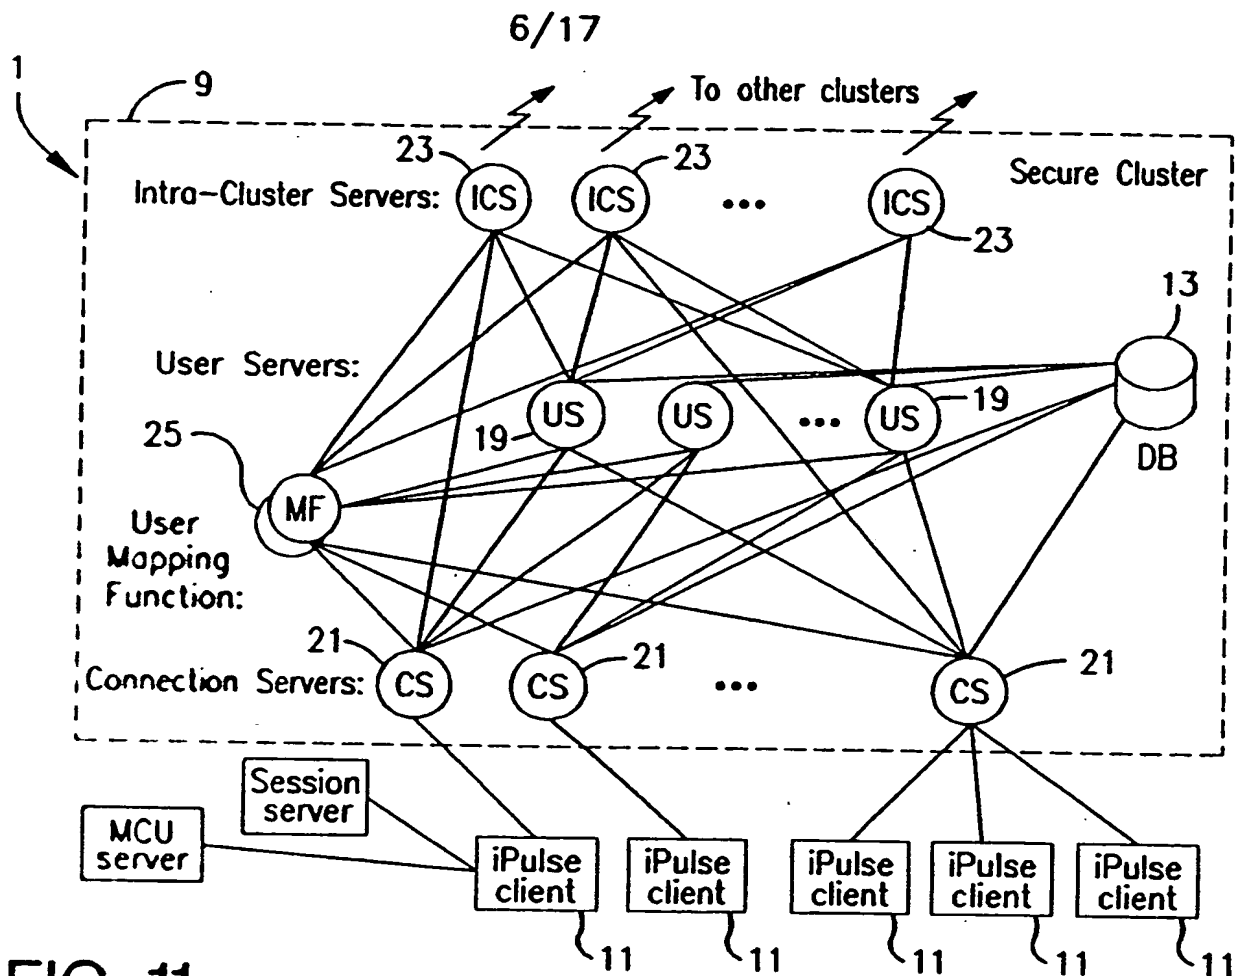 6/17
1
9
To other clusters
23
23
Secure Cluster
Intra-Cluster Servers:
ICS
ICS
•••
ICS
23
13
User Servers:
US
US
•••
US
19
19
DB
25
MF
User
Mapping
Function:
21
21
21
Connection Servers:
CS
CS
•••
CS
Session
server
MCU
server
iPulse
client
iPulse
client
iPulse
client
iPulse
client
iPulse
client
11
11
11
11
11
FIG. 11